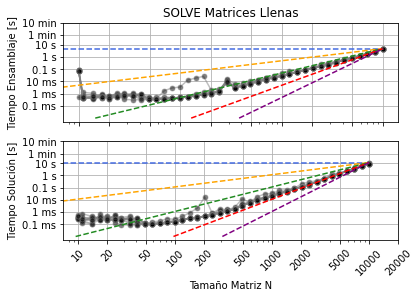 SOLVE Matrices Llenas
Tiempo Ensamblaje [s]
10 min
1 min
10 s
1 s
0.1 s
10 ms
1 ms
0.1 ms
Tiempo Solución [s]
10 min
1 min
10 s
1 s
0.1 s
10 ms
1 ms
0.1 ms
10
20
50
100
200
500
1000
2000
5000
10000
20000
Tamaño Matriz N